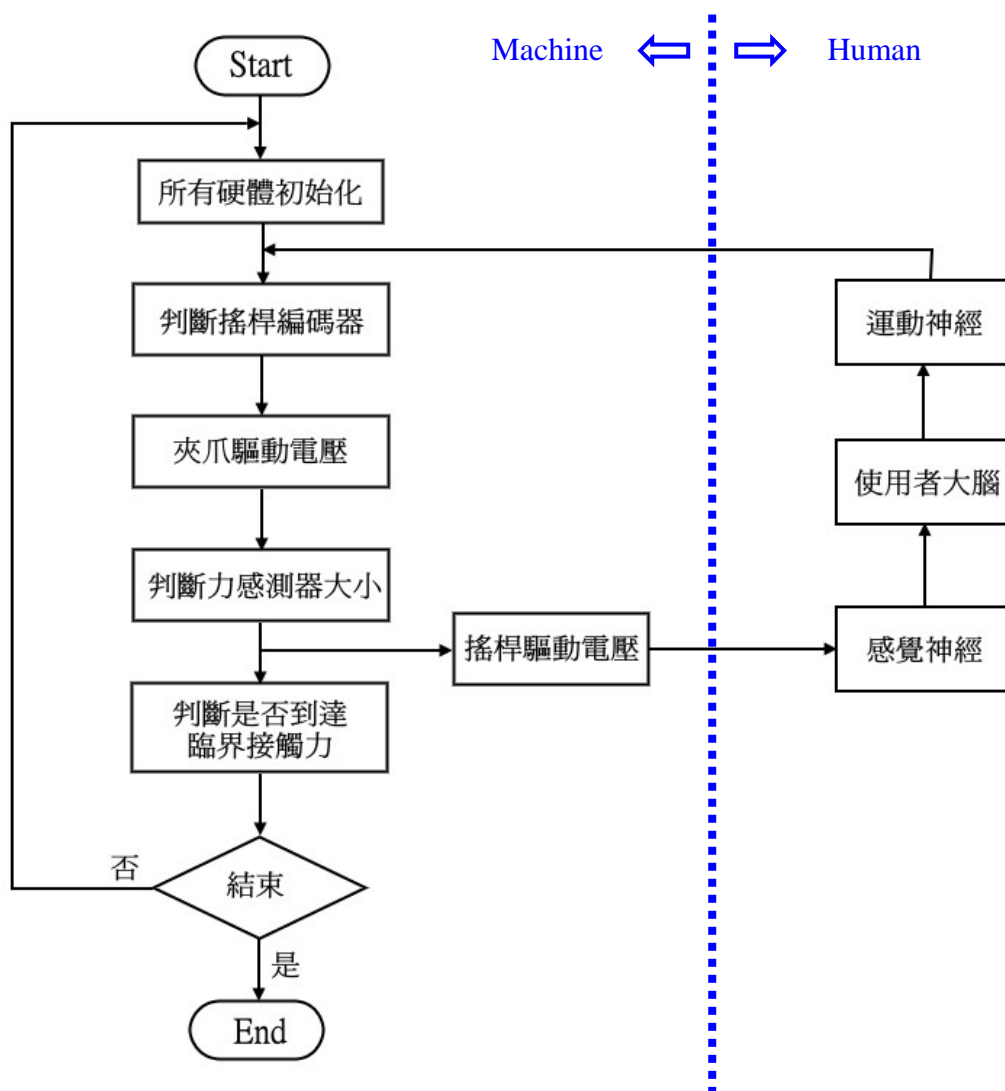 Start
Machine
Human
所有硬體初始化
判斷搖桿編碼器
夾爪驅動電壓
判斷力感測器大小
搖桿驅動電壓
判斷是否到達
臨界接觸力
結束
否
是
End
運動神經
使用者大腦
感覺神經